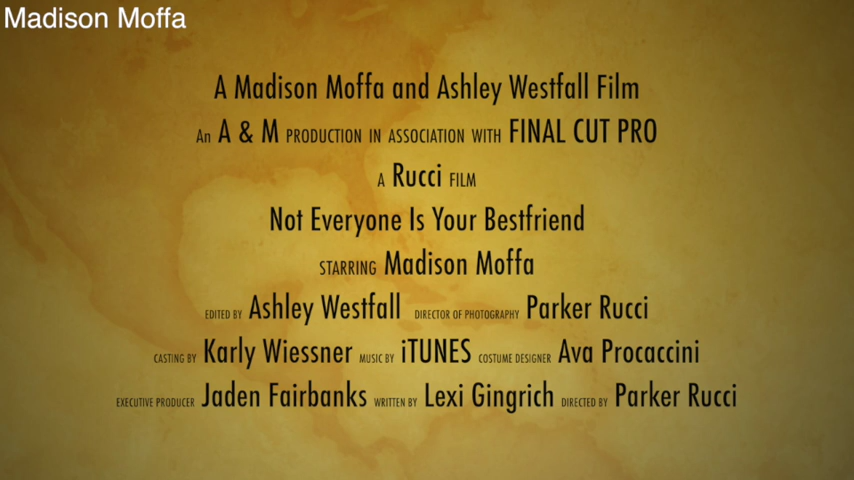 Madison Moffa
A Madison Moffa and Ashley Westfall Film
An A & M PRODUCTION IN ASSOCIATION WITH FINAL CUT PRO
A Rucci FILM
Not Everyone Is Your Bestfriend
STARRING Madison Moffa
EDITED BY Ashley Westfall DIRECTOR OF PHOTOGRAPHY Parker Rucci
CASTING BY Karly Wiessner MUSIC BY iTUNES COSTUME DESIGNER Ava Procaccini
EXECUTIVE PRODUCER Jaden Fairbanks WRITTEN BY Lexi Gingrich DIRECTED BY Parker Rucci